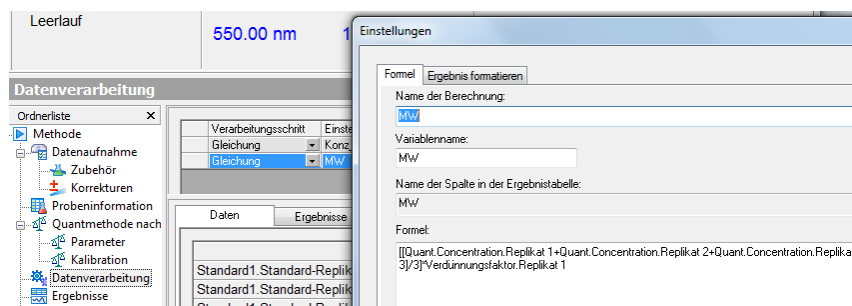 Leerlauf
550.00 nm
1
Einstellungen
Formel
Ergebnis formatieren
Name der Berechnung:
MW
Variablenname:
MW
Name der Spalte in der Ergebnistabelle:
MW
Formel:
[[Quant.Concentration.Replikat 1+Quant.Concentration.Replikat 2+Quant.Concentration.Replika
3]/3]*Verdünnungsfaktor.Replikat 1
Datenverarbeitung
Ordnerliste
Methode
Datenaufnahme
Zubehör
Korrekturen
Probeninformation
Quantmethode nach
Parameter
Kalibration
Datenverarbeitung
Ergebnisse
Verarbeitungsschritt Einste
Gleichung Konz_
Gleichung MW
Daten
Ergebnisse
Standard1.Standard-Replik
Standard1.Standard-Replik